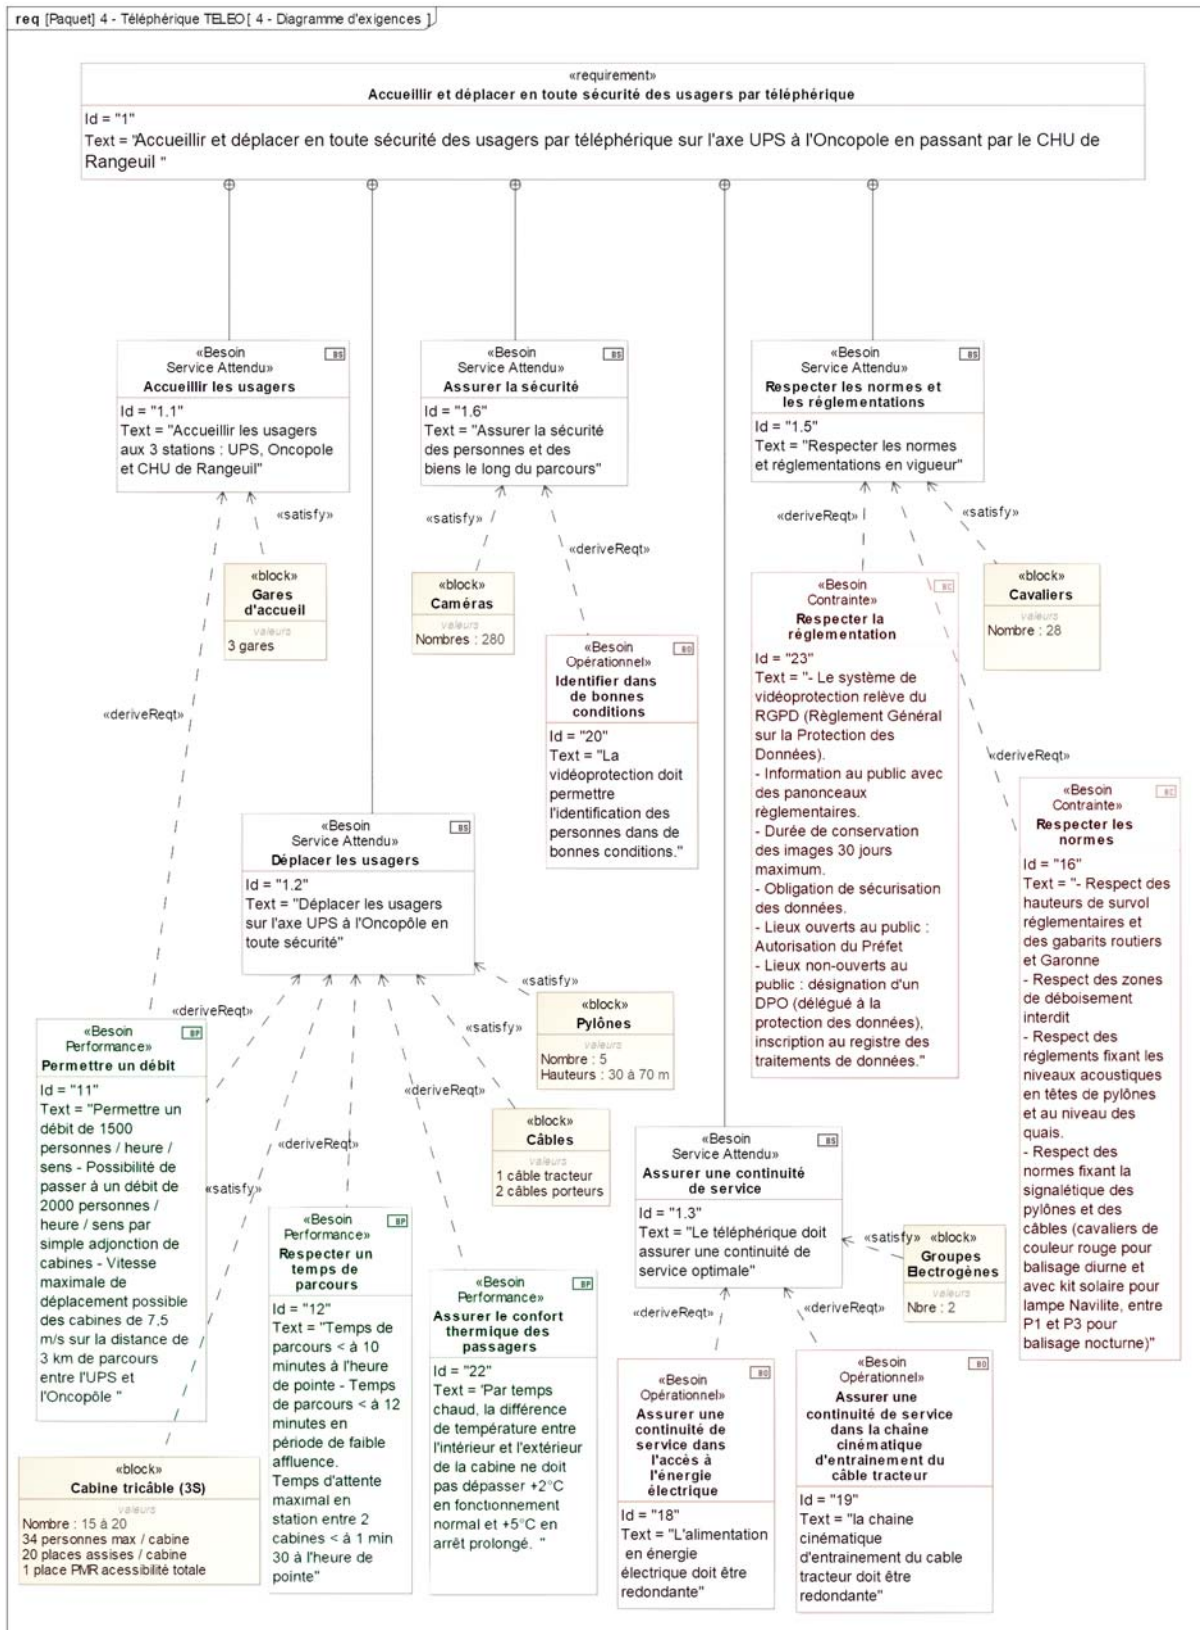 req [Paquet] 4 - Téléphérique TELEO[ 4 - Diagramme d'exigences ]
«requirement»
Accueillir et déplacer en toute sécurité des usagers par téléphérique
Id = "1"
Text = "Accueillir et déplacer en toute sécurité des usagers par téléphérique sur l'axe UPS à l'Oncopole en passant par le CHU de
Rangeuil "
«Besoin
Service Attendu»
BS
Accueillir les usagers
Id = "1.1"
Text = "Accueillir les usagers
aux 3 stations : UPS, Oncopole
et CHU de Rangeuil"
«Besoin
Service Attendu»
BS
Assurer la sécurité
Id = "1.6"
Text = "Assurer la sécurité
des personnes et des
biens le long du parcours"
«Besoin
Service Attendu»
BS
Respecter les normes et
les réglementations
Id = "1.5"
Text = "Respecter les normes
et réglementations en vigueur"
«satisfy»
«satisfy»
«deriveReqt»
«deriveReqt»
«satisfy»
«block»
Gares
d'accueil
valeurs
3 gares
«block»
Caméras
valeurs
Nombres : 280
«Besoin
Opérationnel»
BO
Identifier dans
de bonnes
conditions
Id = "20"
Text = "La
vidéoprotection doit
permettre
l'identification des
personnes dans de
bonnes conditions."
«Besoin
Contrainte»
BC
Respecter la
réglementation
Id = "23"
Text = "- Le système de
vidéoprotection relève du
RGPD (Règlement Général
sur la Protection des
Données).
- Information au public avec
des panonceaux
règlementaires.
- Durée de conservation
des images 30 jours
maximum.
- Obligation de sécurisation
des données.
- Lieux ouverts au public :
Autorisation du Préfet
- Lieux non-ouverts au
public : désignation d'un
DPO (délégué à la
protection des données),
inscription au registre des
traitements de données."
«block»
Cavaliers
valeurs
Nombre : 28
«deriveReqt»
«deriveReqt»
«Besoin
Contrainte»
BC
Respecter les
normes
Id = "16"
Text = "- Respect des
hauteurs de survol
réglementaires et
des gabarits routiers
et Garonne
- Respect des zones
de déboisement
interdit
- Respect des
réglements fixant les
niveaux acoustiques
en têtes de pylônes
et au niveau des
quais.
- Respect des
normes fixant la
signalétique des
pylônes et des
câbles (cavaliers de
couleur rouge pour
balisage diurne et
avec kit solaire pour
lampe Navilite, entre
P1 et P3 pour
balisage nocturne)"
«Besoin
Service Attendu»
BS
Déplacer les usagers
Id = "1.2"
Text = "Déplacer les usagers
sur l'axe UPS à l'Oncopôle en
toute sécurité"
«deriveReqt»
«satisfy»
«satisfy»
«block»
Pylônes
valeurs
Nombre : 5
Hauteurs : 30 à 70 m
«Besoin
Performance»
BP
Permettre un débit
Id = "11"
Text = "Permettre un
débit de 1500
personnes / heure /
sens - Possibilité de
passer à un débit de
2000 personnes /
heure / sens par
simple adjonction de
cabines - Vitesse
maximale de
déplacement possible
des cabines de 7,5
m/s sur la distance de
3 km de parcours
entre l'UPS et
l'Oncopôle "
«deriveReqt»
«deriveReqt»
«satisfy»
«block»
Câbles
valeurs
1 câble tracteur
2 câbles porteurs
«Besoin
Performance»
BP
Respecter un
temps de
parcours
Id = "12"
Text = "Temps de
parcours < à 10
minutes à l'heure
de pointe - Temps
de parcours < à 12
minutes en
période de faible
affluence.
Temps d'attente
maximal en
station entre 2
cabines < à 1 min
30 à l'heure de
pointe"
«Besoin
Performance»
BP
Assurer le confort
thermique des
passagers
Id = "22"
Text = "Par temps
chaud, la différence
de température entre
l'intérieur et l'extérieur
de la cabine ne doit
pas dépasser +2°C
en fonctionnement
normal et +5°C en
arrêt prolongé. "
«Besoin
Service Attendu»
BS
Assurer une continuité
de service
Id = "1.3"
Text = "Le téléphérique doit
assurer une continuité de
service optimale"
«satisfy»
«block»
Groupes
Electrogènes
valeurs
Nbre : 2
«deriveReqt»
«deriveReqt»
«Besoin
Opérationnel»
BO
Assurer une
continuité de
service dans
l'accès à
l'énergie
électrique
Id = "18"
Text = "L'alimentation
en énergie
électrique doit être
redondante"
«Besoin
Opérationnel»
BO
Assurer une
continuité de service
dans la chaîne
cinématique
d'entrainement du
câble tracteur
Id = "19"
Text = "la chaine
cinématique
d'entrainement du cable
tracteur doit être
redondante"
«block»
Cabine tricâble (3S)
valeurs
Nombre : 15 à 20
34 personnes max / cabine
20 places assises / cabine
1 place PMR acessibilité totale